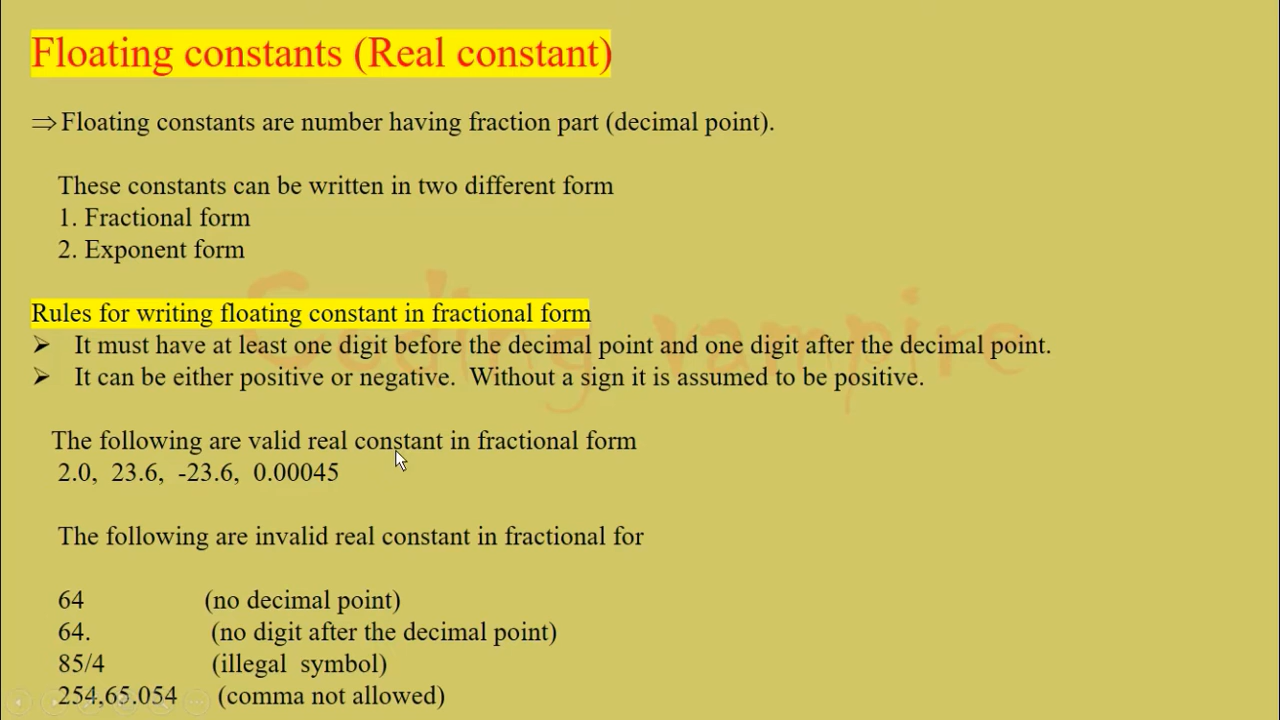 Floating constants (Real constant)
⇒ Floating constants are number having fraction part (decimal point).
These constants can be written in two different form
1. Fractional form
2. Exponent form
Rules for writing floating constant in fractional form
➢ It must have at least one digit before the decimal point and one digit after the decimal point.
➢ It can be either positive or negative. Without a sign it is assumed to be positive.
The following are valid real constant in fractional form
2.0, 23.6, -23.6, 0.00045
The following are invalid real constant in fractional for
64 (no decimal point)
64. (no digit after the decimal point)
85/4 (illegal symbol)
254,65.054 (comma not allowed)
Coding vampire